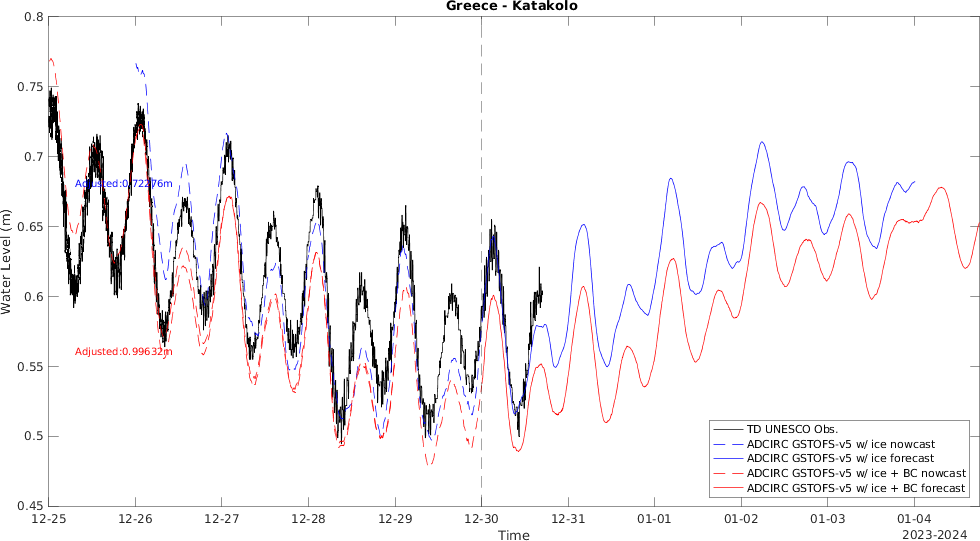 Greece - Katakolo
0.8
0.75
0.7
0.65
0.6
0.55
0.5
0.45
Water Level (m)
Adjusted:0.72276m
Adjusted:0.99632m
TD UNESCO Obs.
ADCIRC GSTOFS-v5 w/ ice nowcast
ADCIRC GSTOFS-v5 w/ ice forecast
ADCIRC GSTOFS-v5 w/ ice + BC nowcast
ADCIRC GSTOFS-v5 w/ ice + BC forecast
12-25 12-26 12-27 12-28 12-29 12-30 12-31 01-01 01-02 01-03 01-04
Time
2023-2024